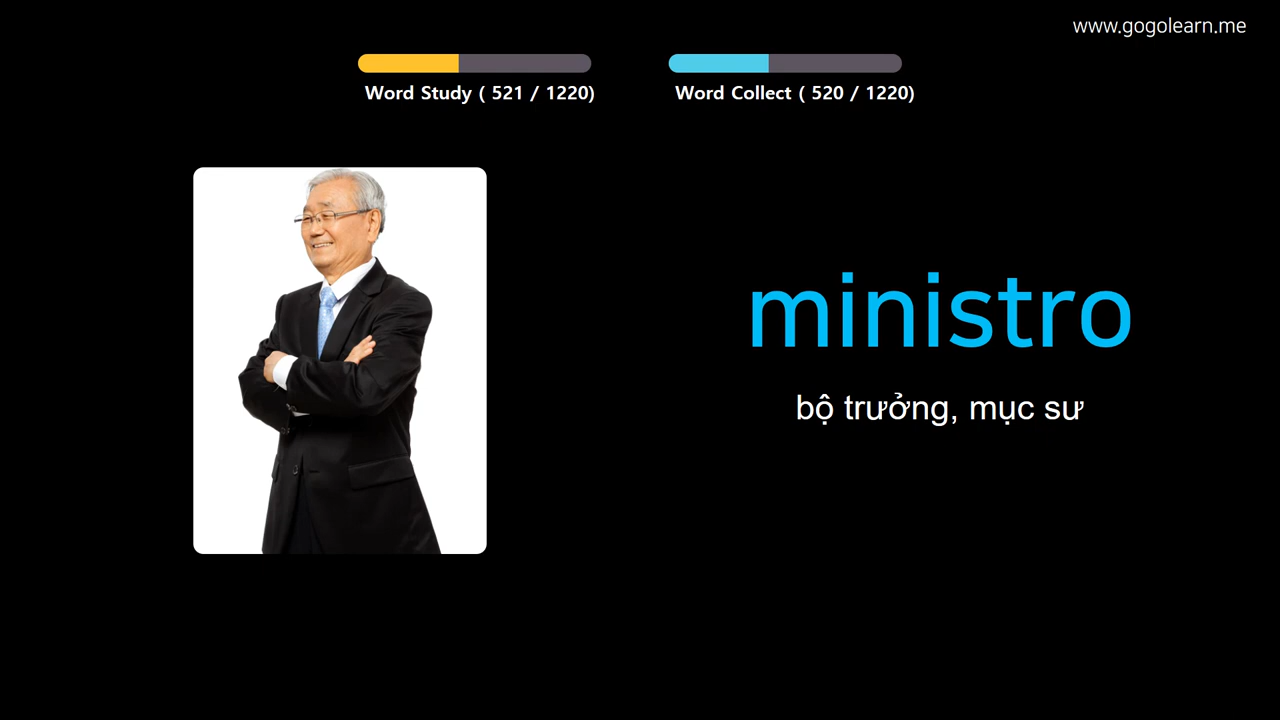 www.gogolearn.me
Word Study ( 521 / 1220)
Word Collect ( 520 / 1220)
ministro
bộ trưởng, mục sư